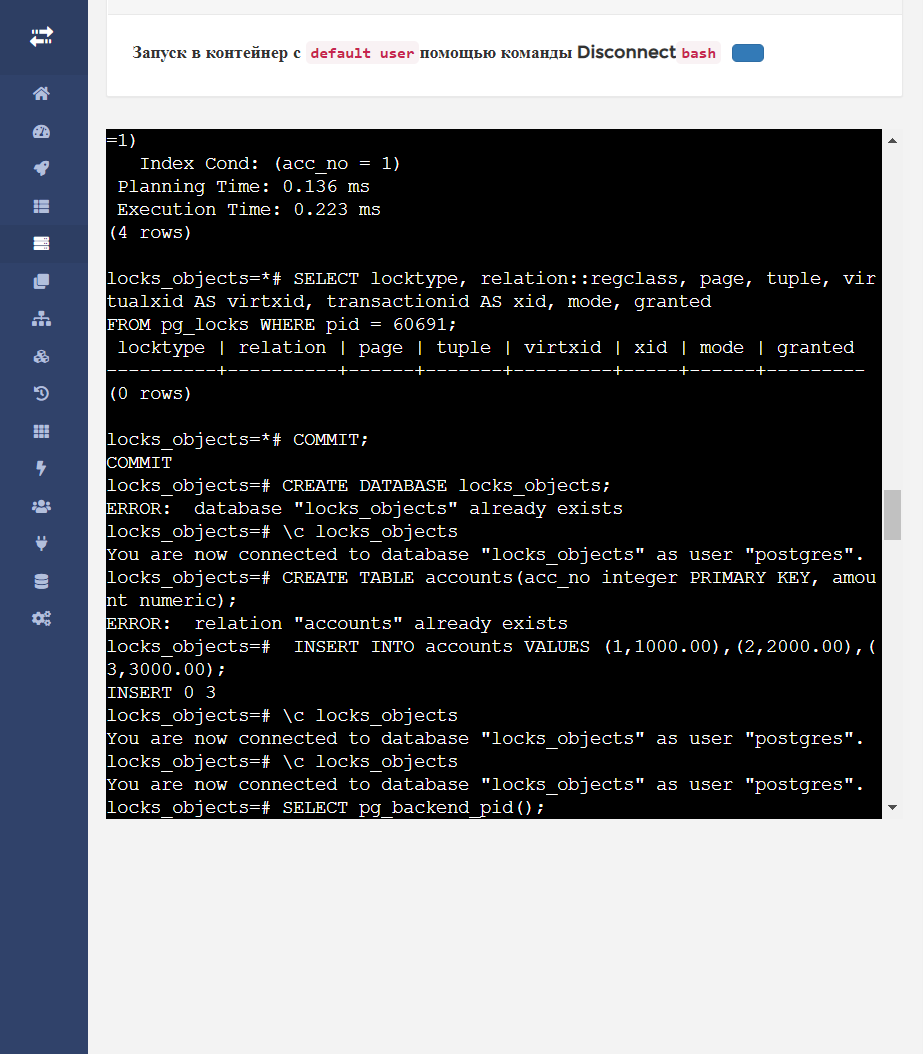 Запуск в контейнер с default user помощью команды Disconnect bash
=1)
   Index Cond: (acc_no = 1)
 Planning Time: 0.136 ms
 Execution Time: 0.223 ms
(4 rows)
locks_objects=*# SELECT locktype, relation::regclass, page, tuple, vir
tualxid AS virtxid, transactionid AS xid, mode, granted
FROM pg_locks WHERE pid = 60691;
 locktype | relation | page | tuple | virtxid | xid | mode | granted
----------+----------+------+-------+---------+-----+------+---------
(0 rows)
locks_objects=*# COMMIT;
COMMIT
locks_objects=# CREATE DATABASE locks_objects;
ERROR:  database "locks_objects" already exists
locks_objects=# \c locks_objects
You are now connected to database "locks_objects" as user "postgres".
locks_objects=# CREATE TABLE accounts(acc_no integer PRIMARY KEY, amou
nt numeric);
ERROR:  relation "accounts" already exists
locks_objects=#  INSERT INTO accounts VALUES (1,1000.00),(2,2000.00),(
3,3000.00);
INSERT 0 3
locks_objects=# \c locks_objects
You are now connected to database "locks_objects" as user "postgres".
locks_objects=# \c locks_objects
You are now connected to database "locks_objects" as user "postgres".
locks_objects=# SELECT pg_backend_pid();